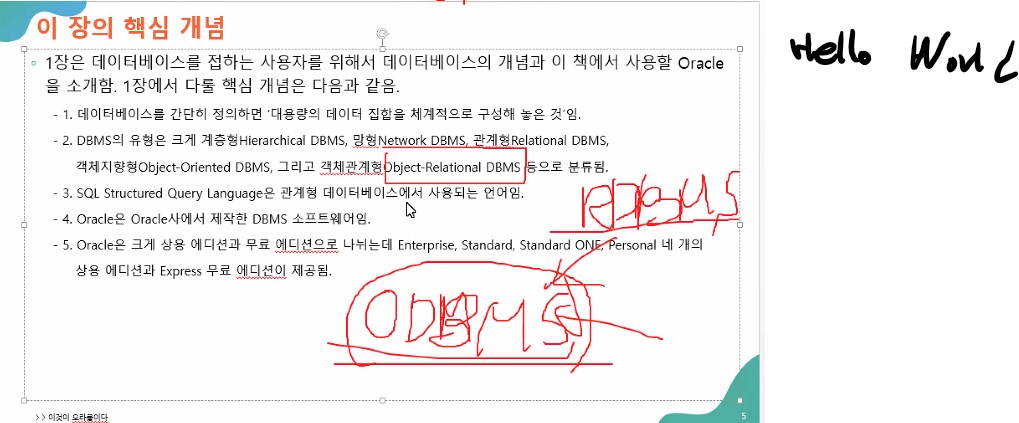 이 장의 핵심 개념
1장은 데이터베이스를 접하는 사용자를 위해서 데이터베이스의 개념과 이 책에서 사용할 Oracle
을 소개함. 1장에서 다룰 핵심 개념은 다음과 같음.
- 1. 데이터베이스를 간단히 정의하면 ‘대용량의 데이터 집합을 체계적으로 구성해 놓은 것’임.
- 2. DBMS의 유형은 크게 계층형Hierarchical DBMS, 망형Network DBMS, 관계형Relational DBMS,
객체지향형Object-Oriented DBMS, 그리고 객체관계형Object-Relational DBMS 등으로 분류됨.
- 3. SQL Structured Query Language은 관계형 데이터베이스에서 사용되는 언어임.
- 4. Oracle은 Oracle사에서 제작한 DBMS 소프트웨어임.
- 5. Oracle은 크게 상용 에디션과 무료 에디션으로 나뉘는데 Enterprise, Standard, Standard ONE, Personal 네 개의
상용 에디션과 Express 무료 에디션이 제공됨.
RDBMS
ODBMS
>> 이것이 오라클이다
5
Hello World